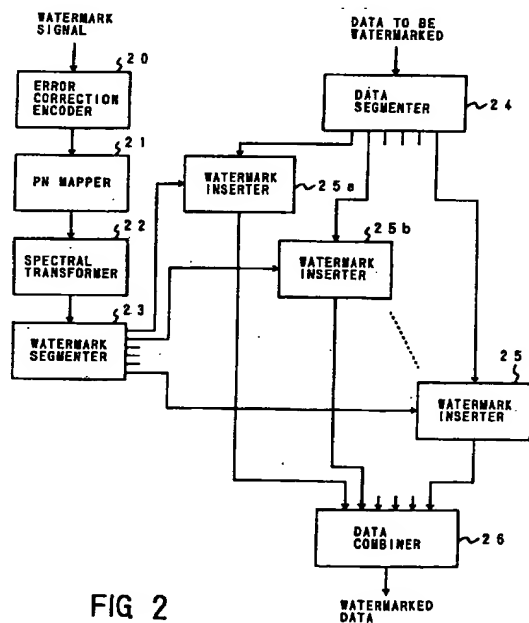 WATERMARK
SIGNAL
20
ERROR
CORRECTION
ENCODER
21
PN MAPPER
22
SPECTRAL
TRANSFORMER
23
WATERMARK
SEGMENTER
DATA TO BE
WATERMARKED
DATA
SEGMENTER
24
WATERMARK
INSERTER
25a
25b
WATERMARK
INSERTER
25
WATERMARK
INSERTER
DATA
COMBINER
26
WATERMARKED
DATA
FIG 2